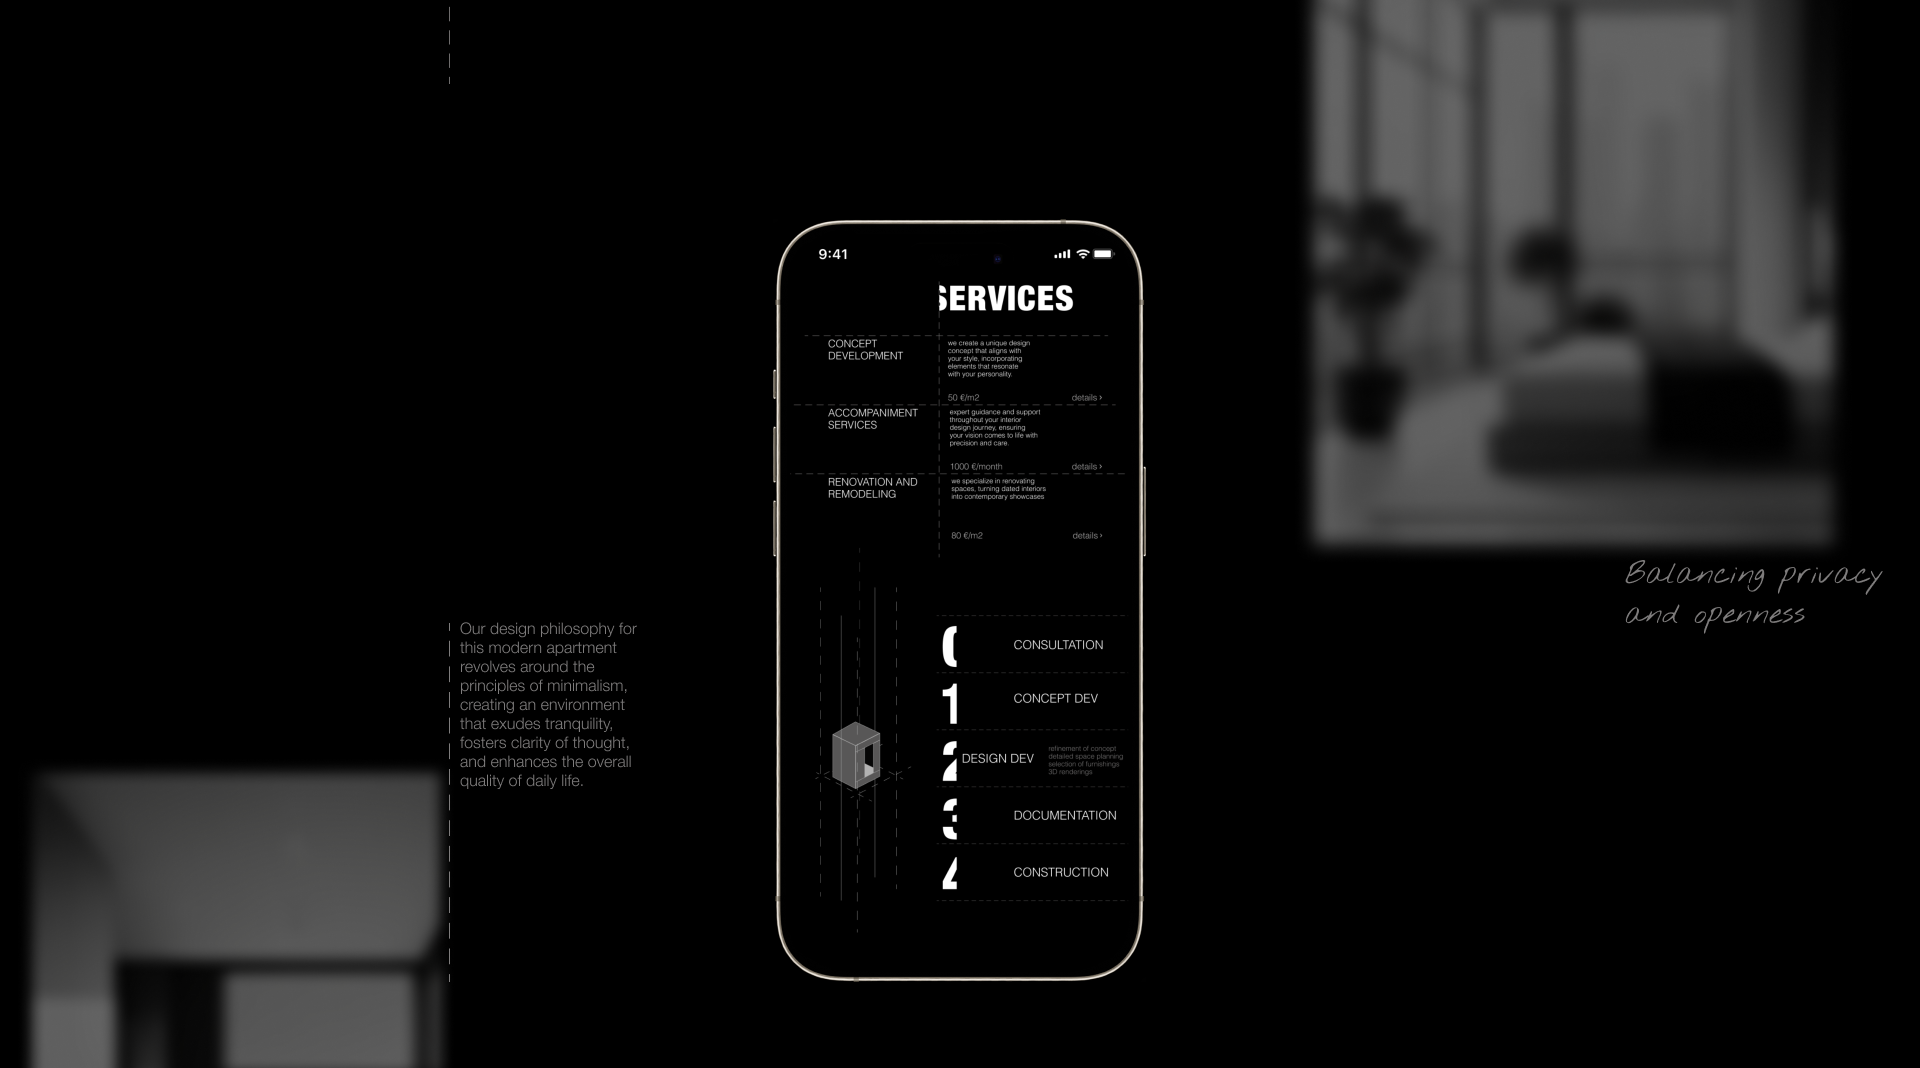 9:41
SERVICES
CONCEPT
DEVELOPMENT
we create a unique design
concept that aligns with
your style, incorporating
elements that resonate
with your personality.
50 €/m2
details ›
ACCOMPANIMENT
SERVICES
expert guidance and support
throughout your interior
design journey, ensuring
your vision comes to life with
precision and care.
1000 €/month
details ›
RENOVATION AND
REMODELING
we specialize in renovating
spaces, turning dated interiors
into contemporary showcases
80 €/m2
details ›
0
CONSULTATION
1
CONCEPT DEV
2
DESIGN DEV
refinement of concept
detailed space planning
selection of furnishings
3D renderings
3
DOCUMENTATION
4
CONSTRUCTION
Our design philosophy for
this modern apartment
revolves around the
principles of minimalism,
creating an environment
that exudes tranquility,
fosters clarity of thought,
and enhances the overall
quality of daily life.
Balancing privacy
and openness